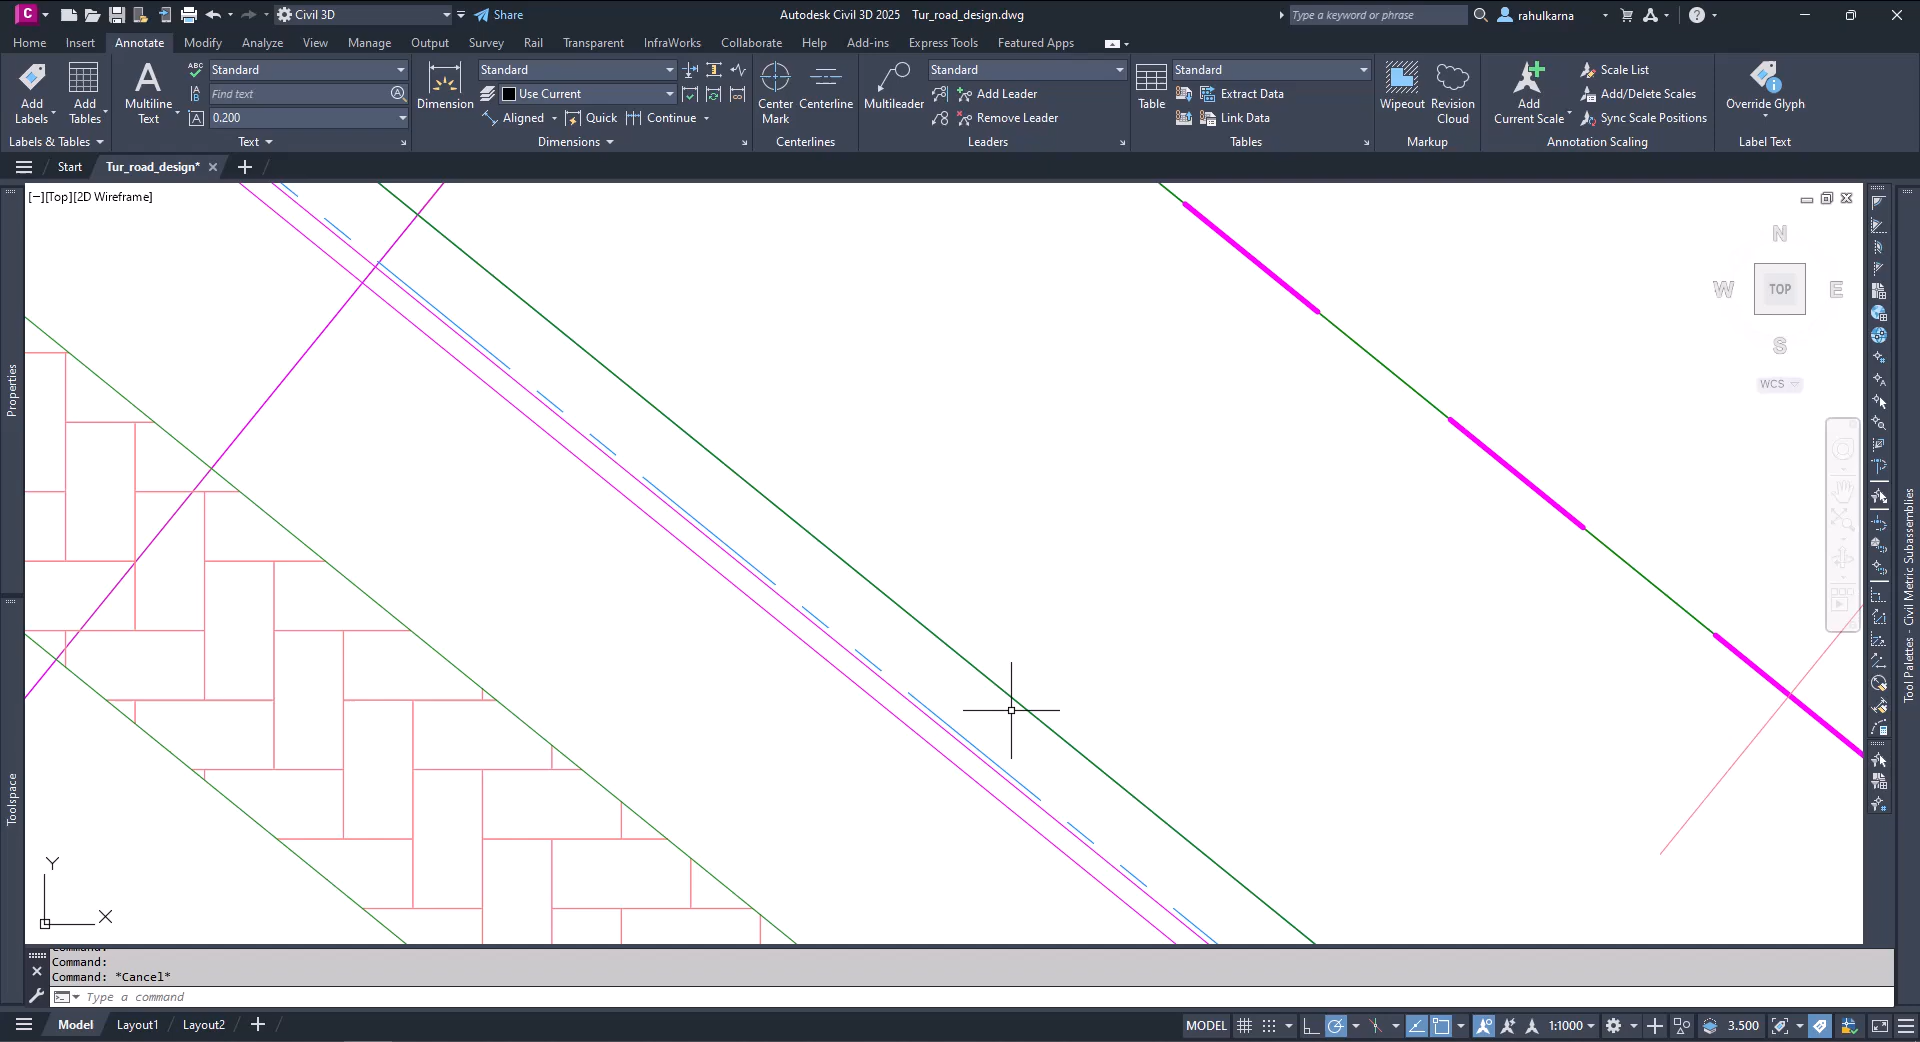 C Civil 3D Share Autodesk Civil 3D 2025 Tur_road_design.dwg Type a keyword or phrase rahulkarna
Home Insert Annotate Modify Analyze View Manage Output Survey Rail Transparent InfraWorks Collaborate Help Add-ins Express Tools Featured Apps
Add Labels
Add Tables
Labels & Tables
Multiline Text
ABC Standard
Find text
0.200
Text
Dimension
Standard
Use Current
Aligned Quick Continue
Dimensions
Center Mark
Centerline
Centerlines
Multileader
Standard
Add Leader
Remove Leader
Leaders
Table
Standard
Extract Data
Link Data
Tables
Wipeout
Revision Cloud
Markup
Add Current Scale
Scale List
Add/Delete Scales
Sync Scale Positions
Annotation Scaling
Override Glyph
Label Text
Start Tur_road_design*
[−][Top][2D Wireframe]
N
W TOP E
S
WCS
Properties
Toolspace
Tool Palettes - Civil Metric Subassemblies
Y
X
Command:
Command:
Command: *Cancel*
Type a command
Model Layout1 Layout2
MODEL 1:1000 3.500